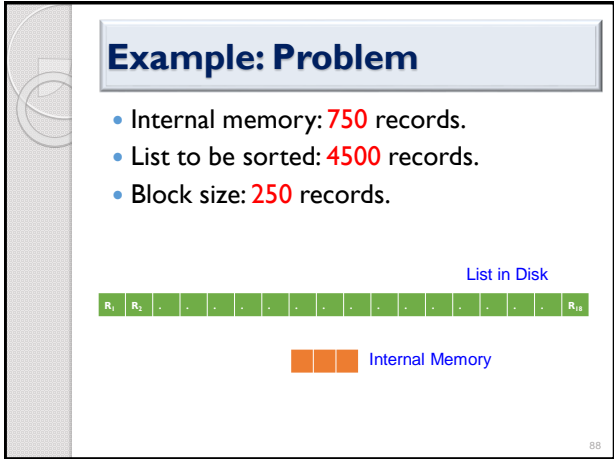 Example: Problem
• Internal memory: 750 records.
• List to be sorted: 4500 records.
• Block size: 250 records.
List in Disk
R1 R2 . . . . . . . . . . . . . . . R18
Internal Memory
88